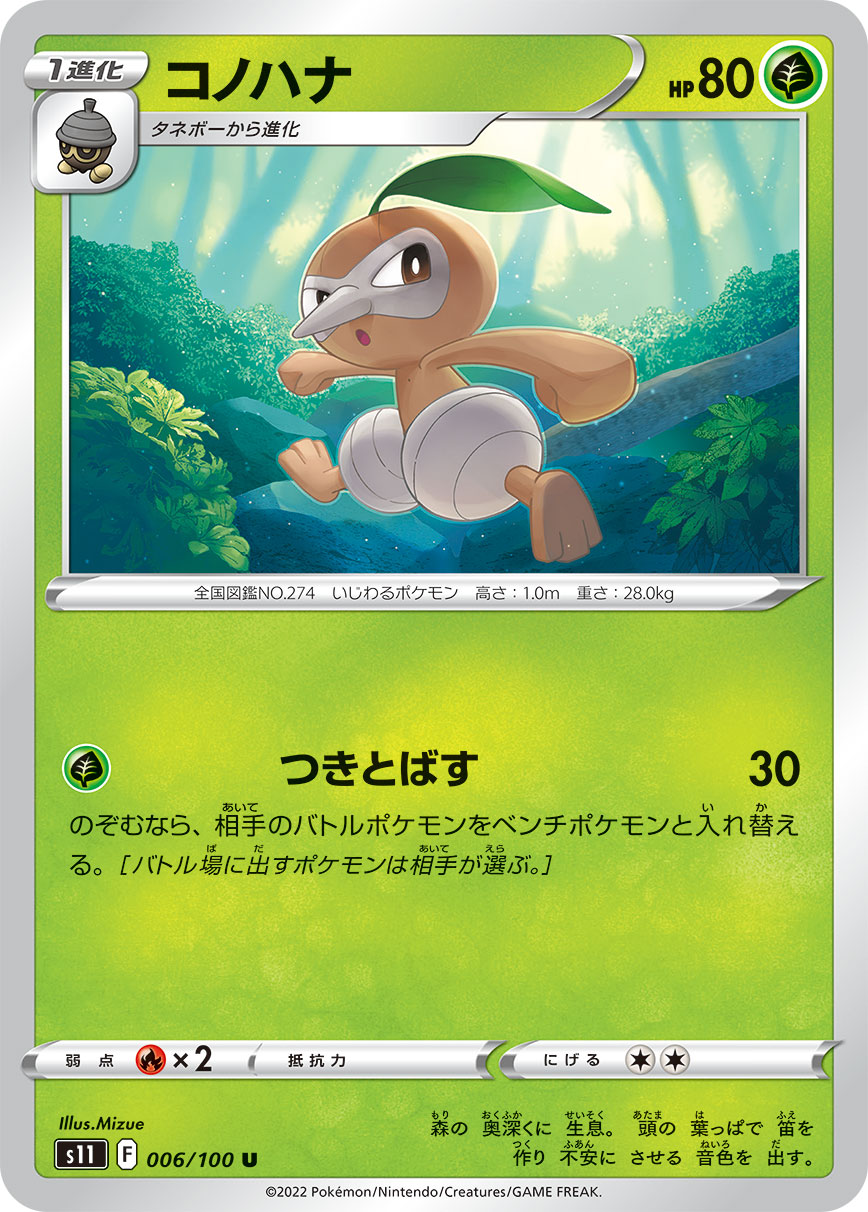 1進化
コノハナ
HP80
タネボーから進化
全国図鑑NO.274 いじわるポケモン 高さ：1.0m 重さ：28.0kg
つきとばす 30
のぞむなら、相手のバトルポケモンをベンチポケモンと入れ替え
る。［バトル場に出すポケモンは相手が選ぶ。］
弱点 ×2 抵抗力 にげる
Illus.Mizue
森の 奥深くに 生息。 頭の 葉っぱで 笛を
作り 不安に させる 音色を 出す。
s11 F 006/100 U
©2022 Pokémon/Nintendo/Creatures/GAME FREAK.